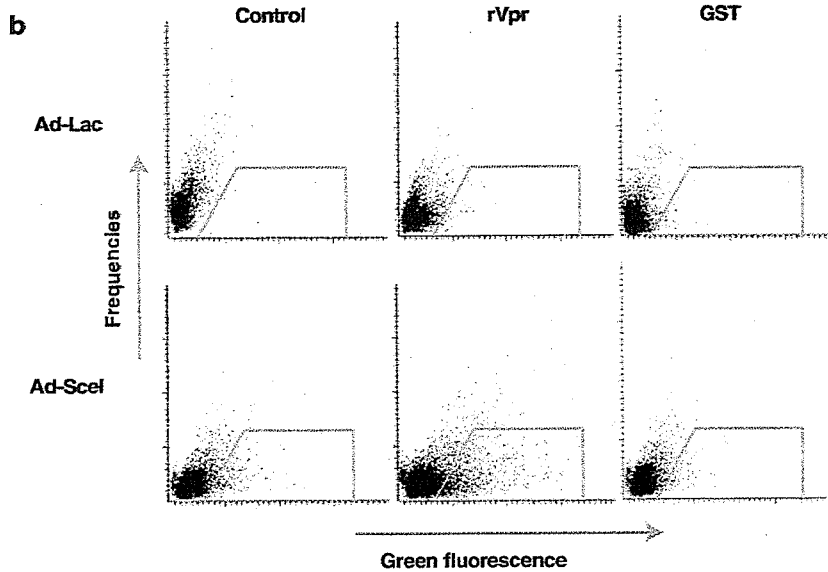 b
Control rVpr GST
Ad-Lac
Frequencies
Ad-SceI
Green fluorescence